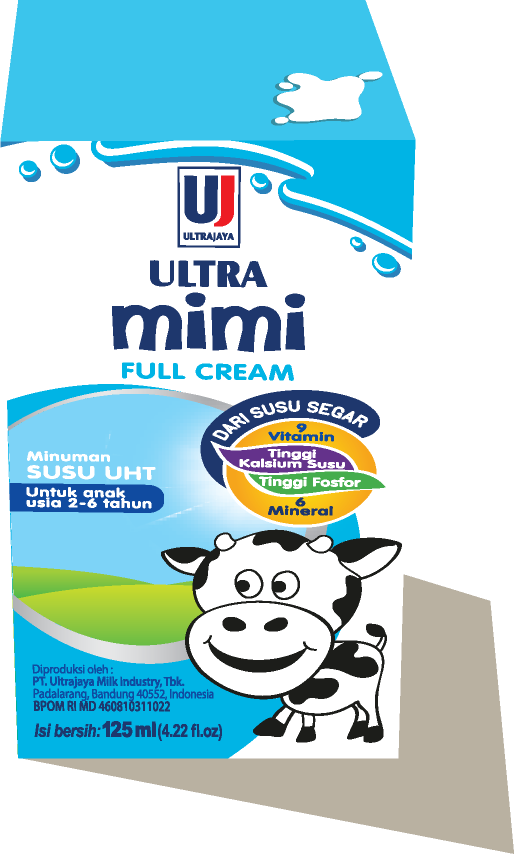 UJ
ULTRAJAYA
ULTRA
mimi
FULL CREAM
DARI SUSU SEGAR
9
Vitamin
Tinggi
Kalsium Susu
Tinggi Fosfor
6
Mineral
Minuman
SUSU UHT
Untuk anak
usia 2-6 tahun
Diproduksi oleh :
PT. Ultrajaya Milk Industry, Tbk.
Padalarang, Bandung 40552, Indonesia
BPOM RI MD 460810311022
Isi bersih: 125 ml (4.22 fl.oz)